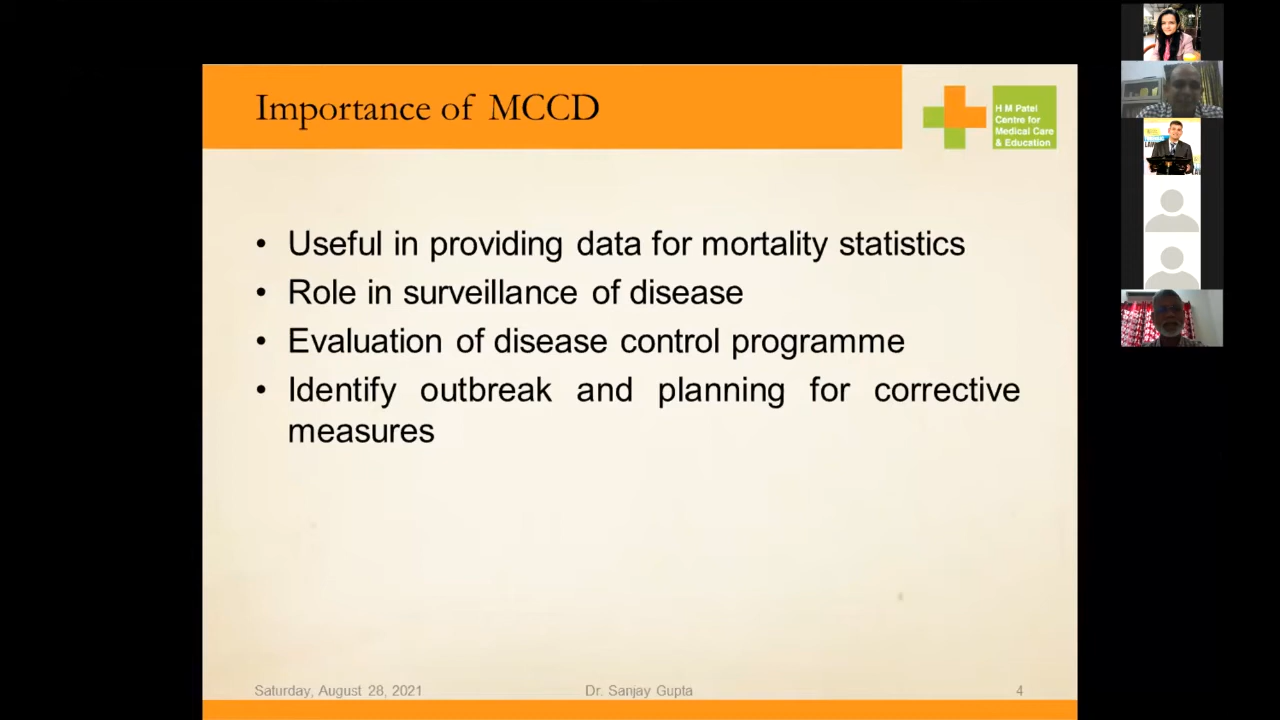 Importance of MCCD
H M Patel
Centre for
Medical Care
& Education
• Useful in providing data for mortality statistics
• Role in surveillance of disease
• Evaluation of disease control programme
• Identify outbreak and planning for corrective
measures
Saturday, August 28, 2021
Dr. Sanjay Gupta
4